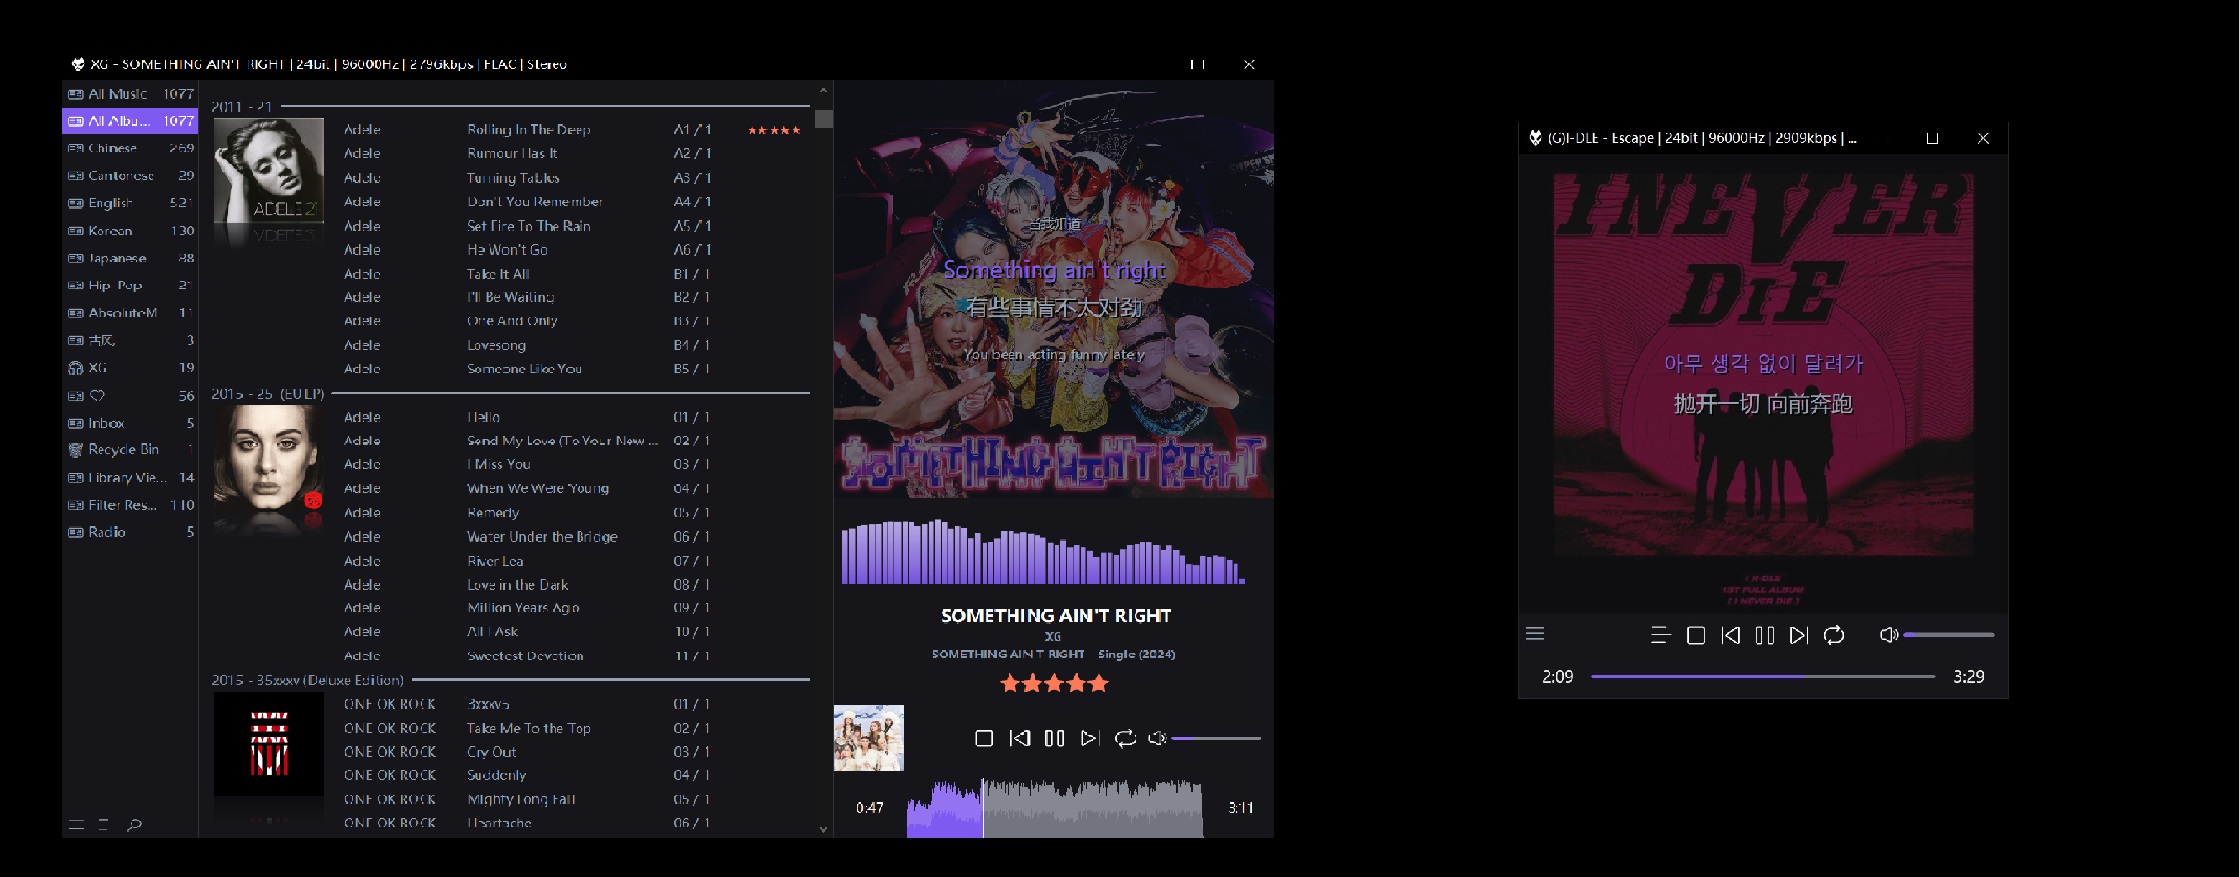 XG - SOMETHING AIN'T RIGHT | 24bit | 96000Hz | 2796kbps | FLAC | Stereo
All Music 1077
All Albu... 1077
Chinese 269
Cantonese 29
English 521
Korean 130
Japanese 88
Hip-Pop 21
AbsoluteM 11
古风 3
XG 19
♡ 56
Inbox 5
Recycle Bin 1
Library Vie... 14
Filter Res... 110
Radio 5
2011 - 21
ADELE 21
Adele Rolling In The Deep A1 / 1 ★★★★★
Adele Rumour Has It A2 / 1
Adele Turning Tables A3 / 1
Adele Don't You Remember A4 / 1
Adele Set Fire To The Rain A5 / 1
Adele He Won't Go A6 / 1
Adele Take It All B1 / 1
Adele I'll Be Waiting B2 / 1
Adele One And Only B3 / 1
Adele Lovesong B4 / 1
Adele Someone Like You B5 / 1
2015 - 25 (EU LP)
Adele Hello 01 / 1
Adele Send My Love (To Your New ... 02 / 1
Adele I Miss You 03 / 1
Adele When We Were Young 04 / 1
Adele Remedy 05 / 1
Adele Water Under the Bridge 06 / 1
Adele River Lea 07 / 1
Adele Love in the Dark 08 / 1
Adele Million Years Ago 09 / 1
Adele All I Ask 10 / 1
Adele Sweetest Devotion 11 / 1
2015 - 35xxxv (Deluxe Edition)
ONE OK ROCK 3xxxv5 01 / 1
ONE OK ROCK Take Me To the Top 02 / 1
ONE OK ROCK Cry Out 03 / 1
ONE OK ROCK Suddenly 04 / 1
ONE OK ROCK Mighty Long Fall 05 / 1
ONE OK ROCK Heartache 06 / 1
当我知道
Something ain't right
有些事情不太对劲
You been acting funny lately
SOMETHING AIN'T RIGHT
SOMETHING AIN'T RIGHT
XG
SOMETHING AIN'T RIGHT - Single (2024)
★★★★★
0:47
3:11
(G)I-DLE - Escape | 24bit | 96000Hz | 2909kbps | ...
I NEVER
DIE
아무 생각 없이 달려가
抛开一切 向前奔跑
1ST FULL ALBUM
[ I NEVER DIE ]
2:09
3:29